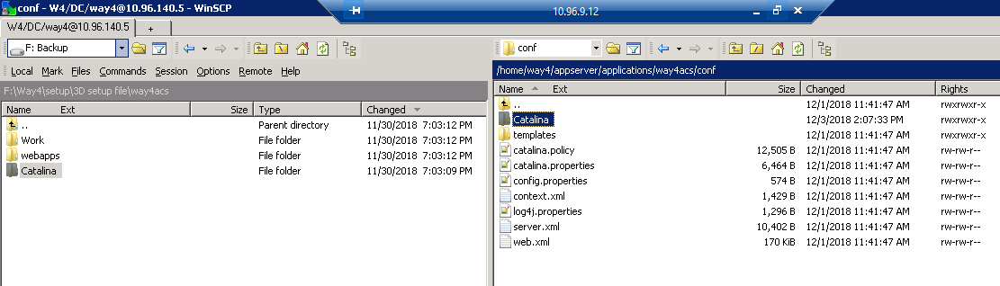 conf - W4/DC/way4@10.96.140.5 - WinSCP
10.96.9.12
W4/DC/way4@10.96.140.5 +
F: Backup
conf
Local Mark Files Commands Session Options Remote Help
F:\Way4\setup\3D setup file\way4acs
/home/way4/appserver/applications/way4acs/conf
Name Ext Size Type Changed
.. Parent directory 11/30/2018 7:03:12 PM
Work File folder 11/30/2018 7:03:12 PM
webapps File folder 11/30/2018 7:03:12 PM
Catalina File folder 11/30/2018 7:03:09 PM
Name Ext Size Changed Rights
.. 12/1/2018 11:41:47 AM rwxrwxr-x
Catalina 12/3/2018 2:07:33 PM rwxrwxr-x
templates 12/1/2018 11:41:47 AM rwxrwxr-x
catalina.policy 12,505 B 12/1/2018 11:41:47 AM rw-rw-r--
catalina.properties 6,464 B 12/1/2018 11:41:47 AM rw-rw-r--
config.properties 574 B 12/1/2018 11:41:47 AM rw-rw-r--
context.xml 1,429 B 12/1/2018 11:41:47 AM rw-rw-r--
log4j.properties 1,296 B 12/1/2018 11:41:47 AM rw-rw-r--
server.xml 10,402 B 12/1/2018 11:41:47 AM rw-rw-r--
web.xml 170 KiB 12/1/2018 11:41:47 AM rw-rw-r--